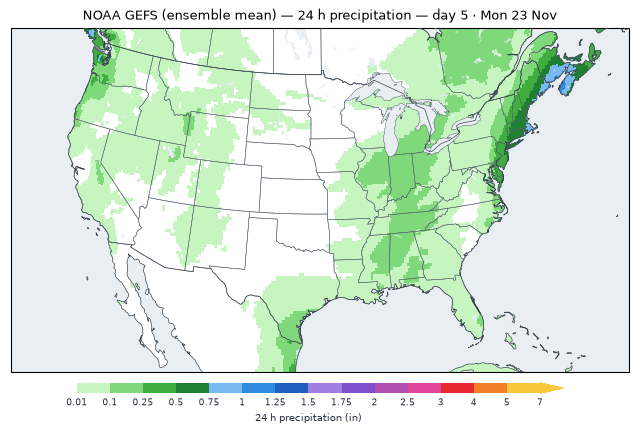 NOAA GEFS (ensemble mean) — 24 h precipitation — day 5 · Mon 23 Nov
0.01 0.1 0.25 0.5 0.75 1 1.25 1.5 1.75 2 2.5 3 4 5 7
24 h precipitation (in)